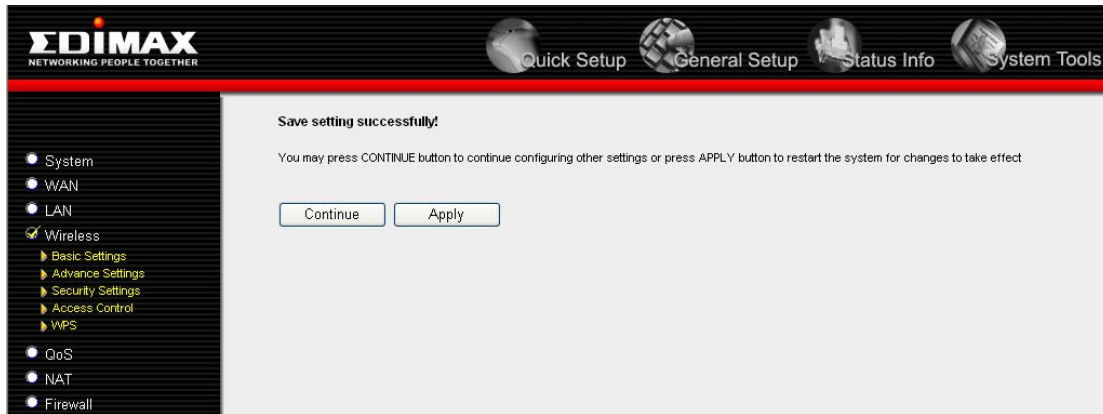 EDIMAX
NETWORKING PEOPLE TOGETHER
Quick Setup
General Setup
Status Info
System Tools
System
WAN
LAN
Wireless
Basic Settings
Advance Settings
Security Settings
Access Control
WPS
QoS
NAT
Firewall
Save setting successfully!
You may press CONTINUE button to continue configuring other settings or press APPLY button to restart the system for changes to take effect
Continue
Apply